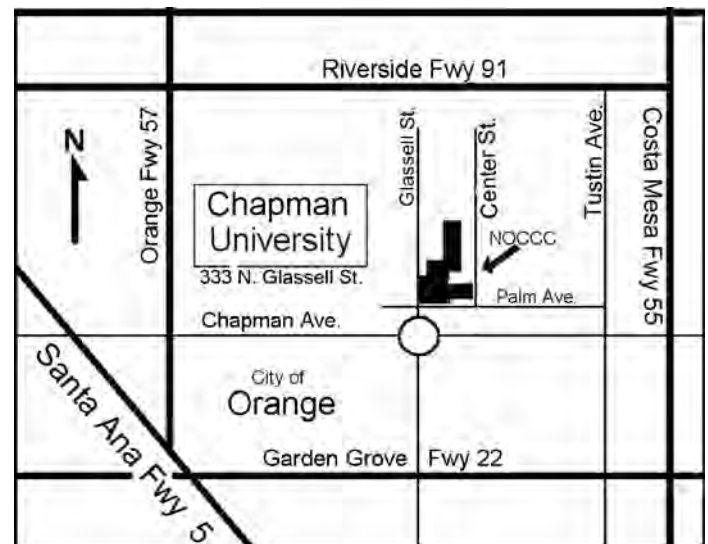 Riverside Fwy 91
N
Orange Fwy 57
Glassell St.
Center St.
Tustin Ave.
Costa Mesa Fwy 55
Chapman
University
333 N. Glassell St.
NOCCC
Palm Ave.
Chapman Ave.
City of
Orange
Santa Ana Fwy 5
Garden Grove Fwy 22